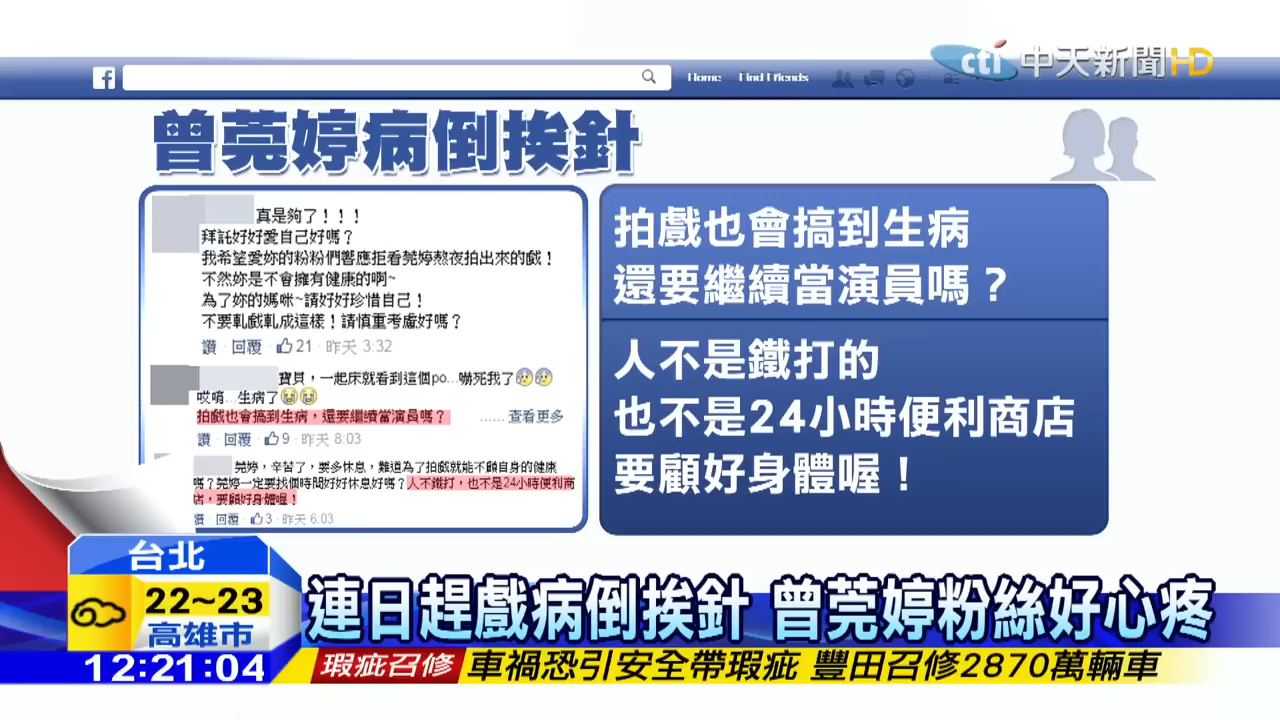 cti 中天新聞HD
f Home Find Friends
曾莞婷病倒挨針
真是夠了！！！
拜託好好愛自己好嗎？
我希望愛妳的粉粉們響應拒看莞婷熬夜拍出來的戲！
不然妳是不會擁有健康的啊~
為了妳的媽咪~請好好珍惜自己！
不要軋戲軋成這樣！請慎重考慮好嗎？
讚 · 回覆 · 21 · 昨天 3:32
寶貝，一起床就看到這個po...嚇死我了
哎唷...生病了
拍戲也會搞到生病，還要繼續當演員嗎？ ......查看更多
讚 · 回覆 · 9 · 昨天 8:03
莞婷，辛苦了，要多休息，難道為了拍戲就能不顧自身的健康
嗎？莞婷一定要找個時間好好休息好嗎？人不鐵打，也不是24小時便利商
店，要顧好身體喔！
讚 · 回覆 · 3 · 昨天 6:03
拍戲也會搞到生病
還要繼續當演員嗎？
人不是鐵打的
也不是24小時便利商店
要顧好身體喔！
台北
22~23
高雄市
12:21:04
連日趕戲病倒挨針 曾莞婷粉絲好心疼
瑕疵召修 車禍恐引安全帶瑕疵 豐田召修2870萬輛車